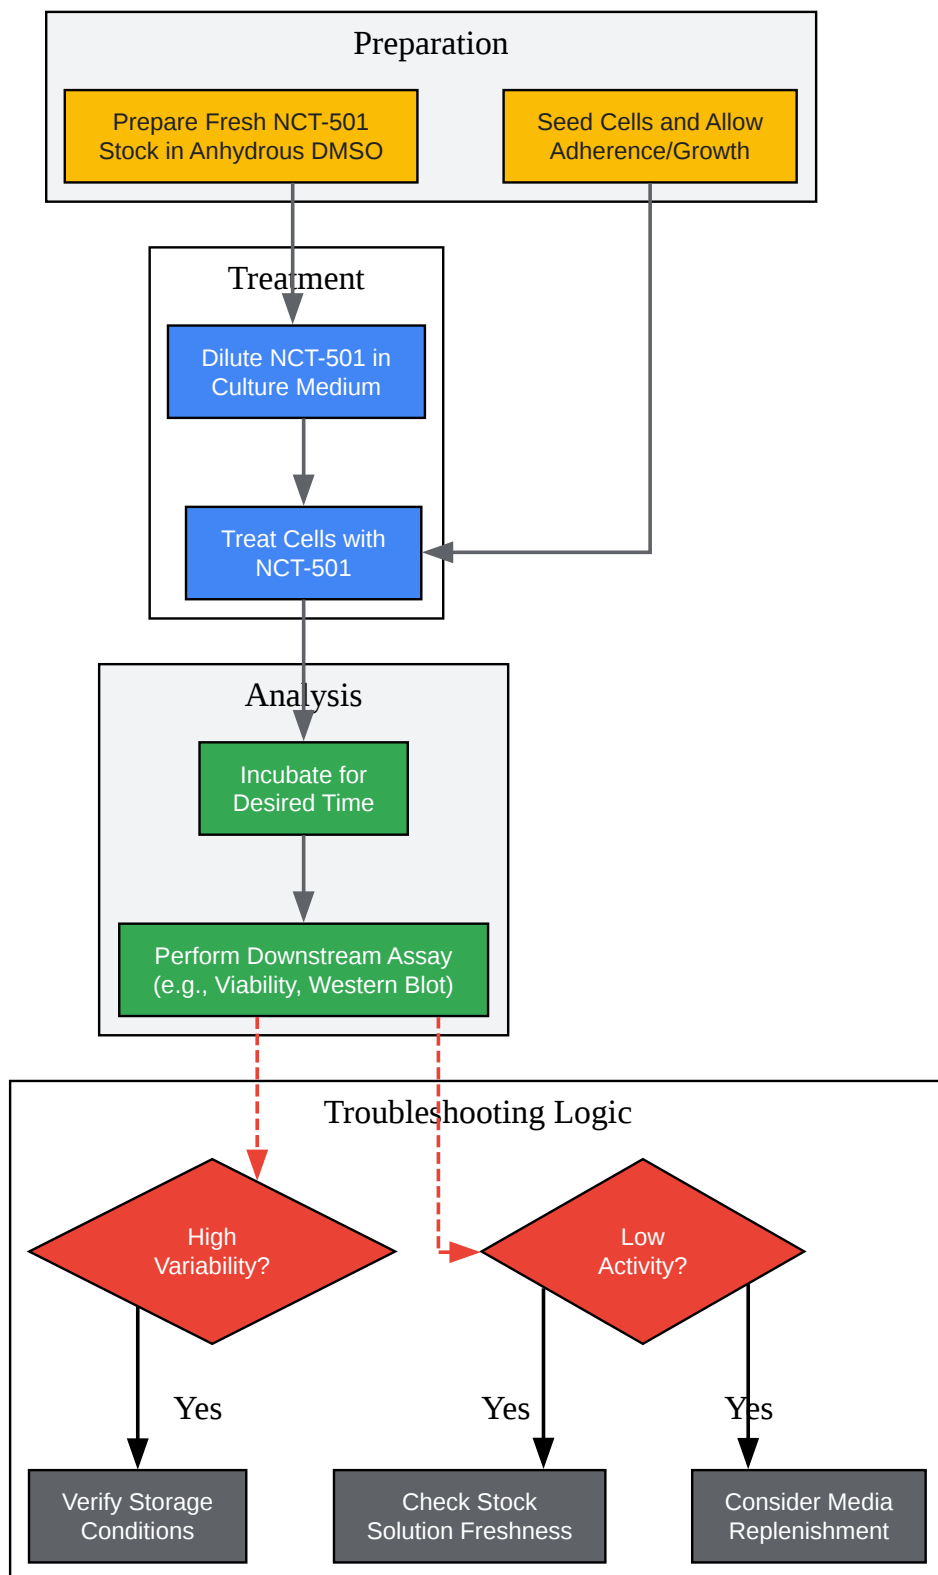 Preparation
Prepare Fresh NCT-501
Stock in Anhydrous DMSO
Seed Cells and Allow
Adherence/Growth
Treatment
Dilute NCT-501 in
Culture Medium
Treat Cells with
NCT-501
Analysis
Incubate for
Desired Time
Perform Downstream Assay
(e.g., Viability, Western Blot)
Troubleshooting Logic
High
Variability?
Low
Activity?
Yes
Yes
Yes
Verify Storage
Conditions
Check Stock
Solution Freshness
Consider Media
Replenishment